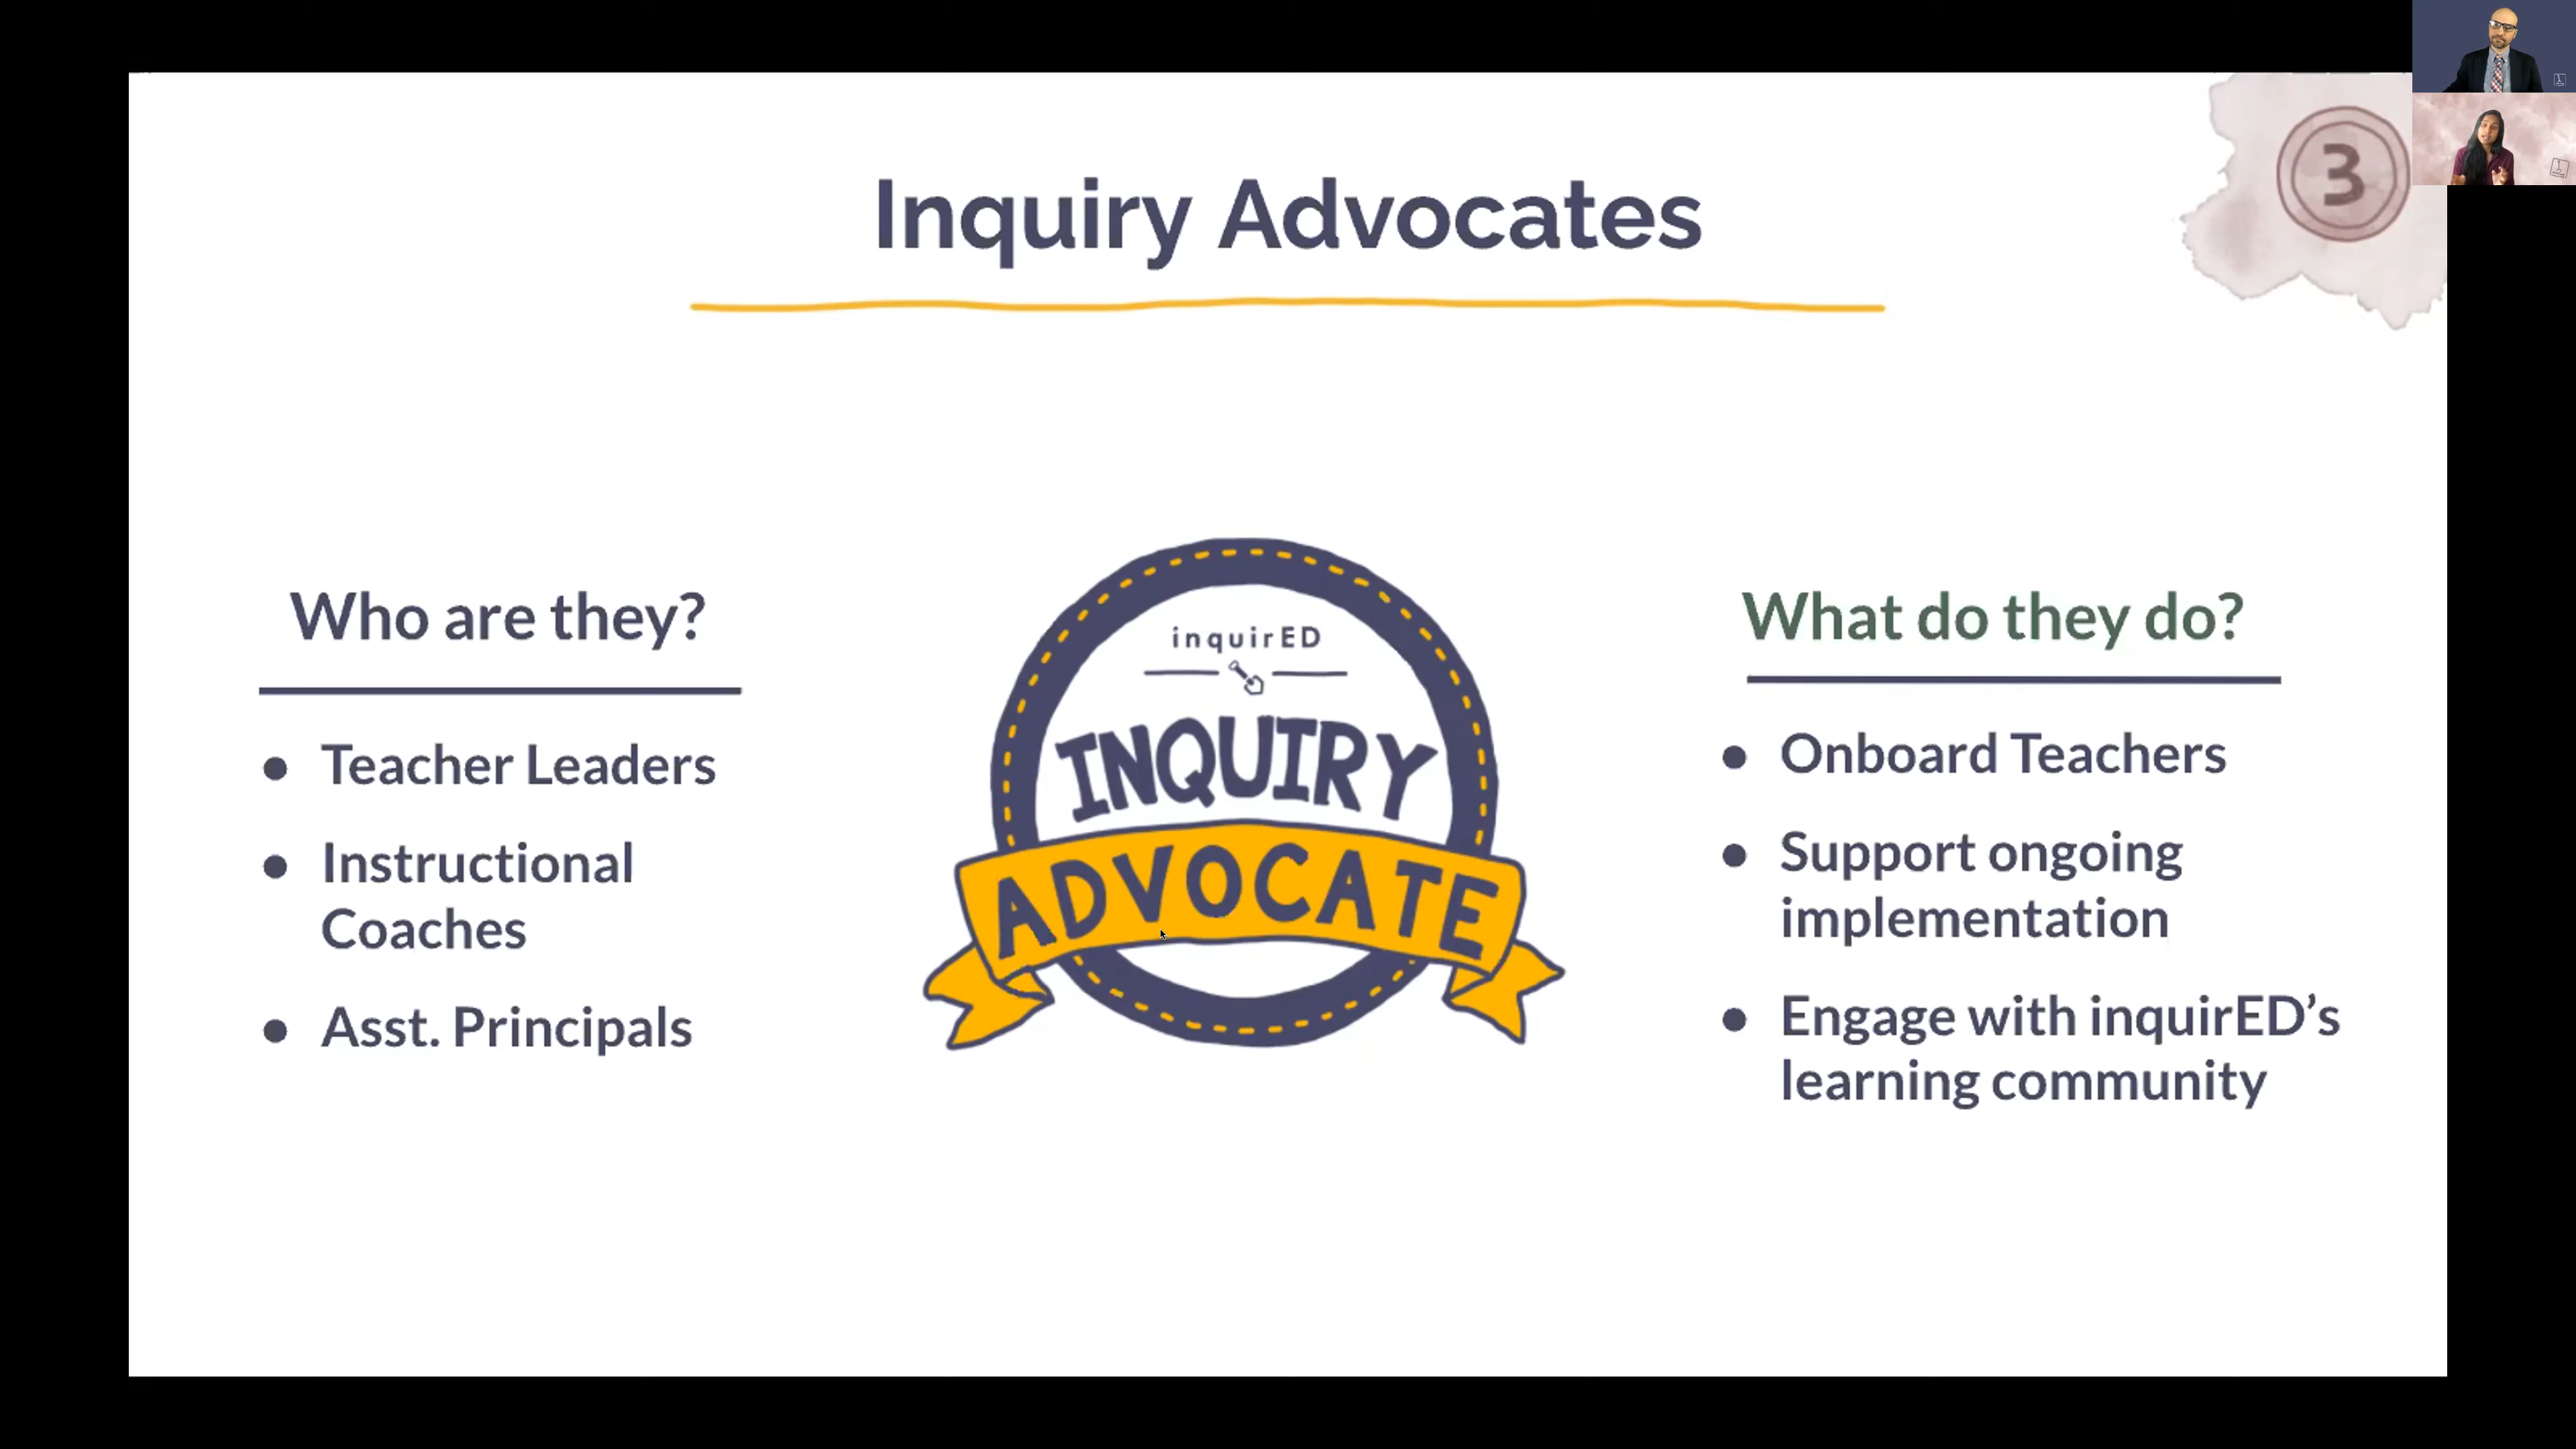 Inquiry Advocates
3
Who are they?
Teacher Leaders
Instructional
Coaches
Asst. Principals
inquirED
INQUIRY
ADVOCATE
What do they do?
Onboard Teachers
Support ongoing
implementation
Engage with inquirED’s
learning community